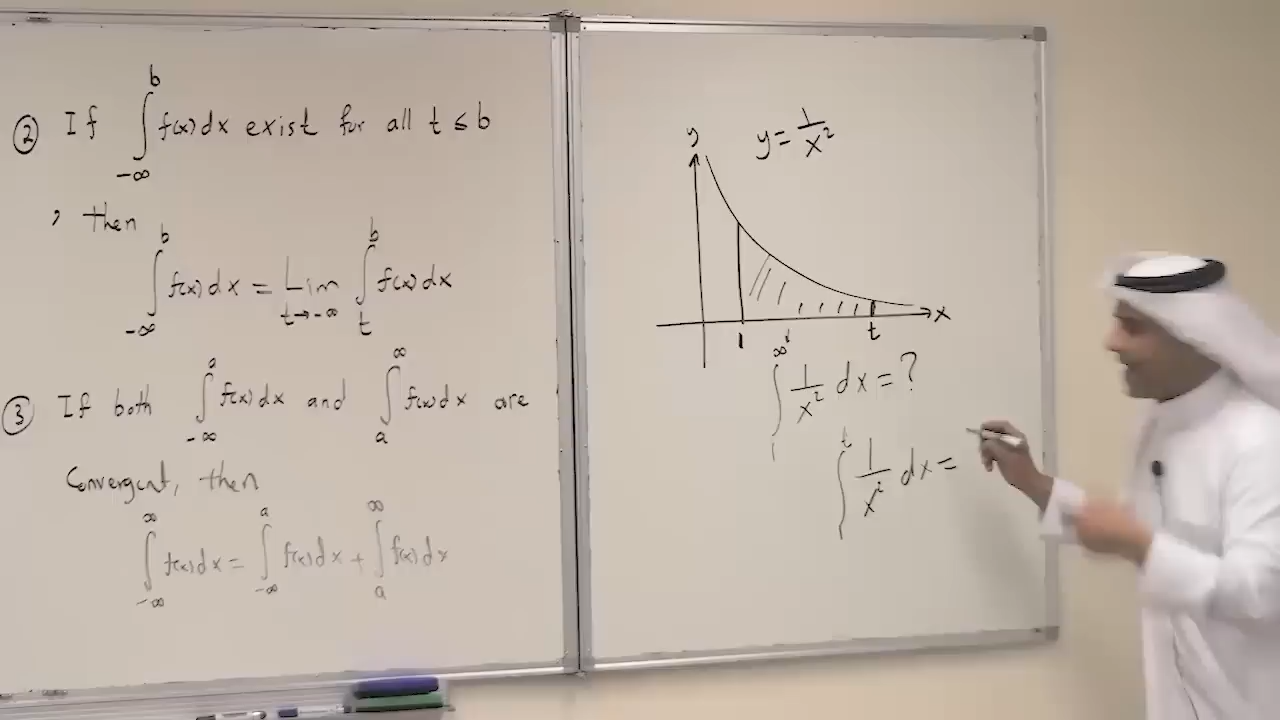 ② If ∫_{-∞}^{b} f(x) dx exist for all t ≤ b
, then
∫_{-∞}^{b} f(x) dx = Lim_{t→-∞} ∫_{t}^{b} f(x) dx
③ If both ∫_{-∞}^{a} f(x) dx and ∫_{a}^{∞} f(x) dx are
Convergent, then
∫_{-∞}^{∞} f(x) dx = ∫_{-∞}^{a} f(x) dx + ∫_{a}^{∞} f(x) dx
y = 1/x²
y
x
1
t
∫_{1}^{∞} 1/x² dx = ?
∫_{1}^{t} 1/x² dx =